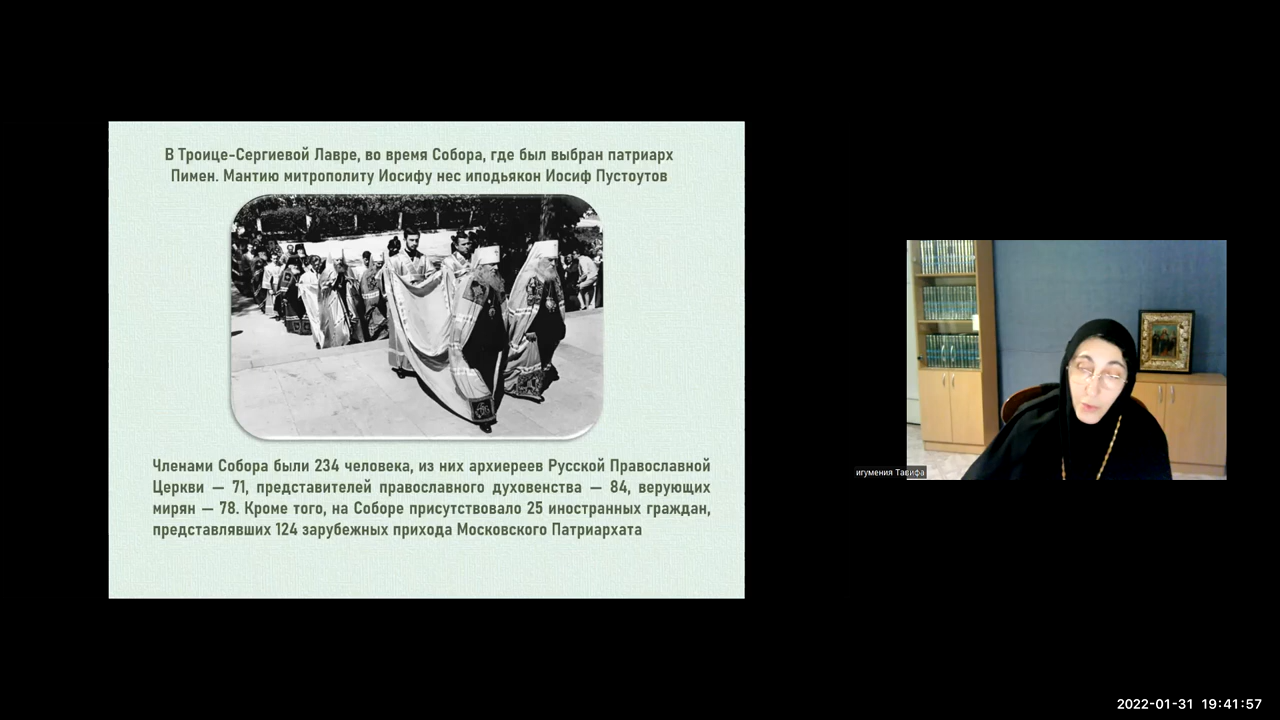 В Троице-Сергиевой Лавре, во время Собора, где был выбран патриарх
Пимен. Мантию митрополиту Иосифу нес иподьякон Иосиф Пустоутов
Членами Собора были 234 человека, из них архиереев Русской Православной
Церкви — 71, представителей православного духовенства — 84, верующих
мирян — 78. Кроме того, на Соборе присутствовало 25 иностранных граждан,
представлявших 124 зарубежных прихода Московского Патриархата
игумения Тавифа
2022-01-31 19:41:57